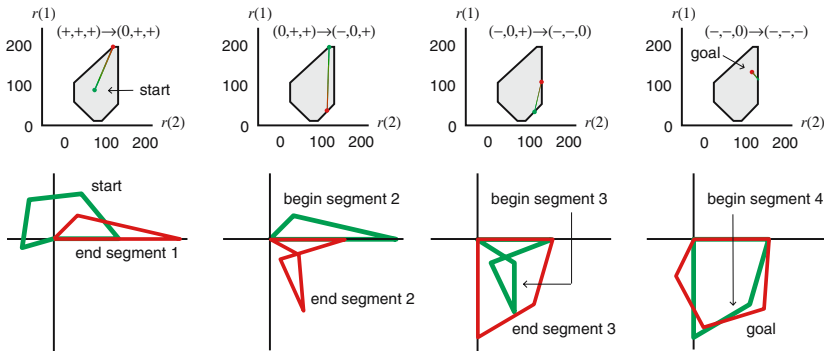 r(1)
(+,+,+)→(0,+,+)
200
100
0
start
r(2)
0 100 200
r(1)
(0,+,+)→(−,0,+)
200
100
0
r(2)
0 100 200
r(1)
(−,0,+)→(−,−,0)
200
100
0
r(2)
0 100 200
r(1)
(−,−,0)→(−,−,−)
goal
200
100
0
r(2)
0 100 200
start
end segment 1
begin segment 2
end segment 2
begin segment 3
end segment 3
begin segment 4
goal